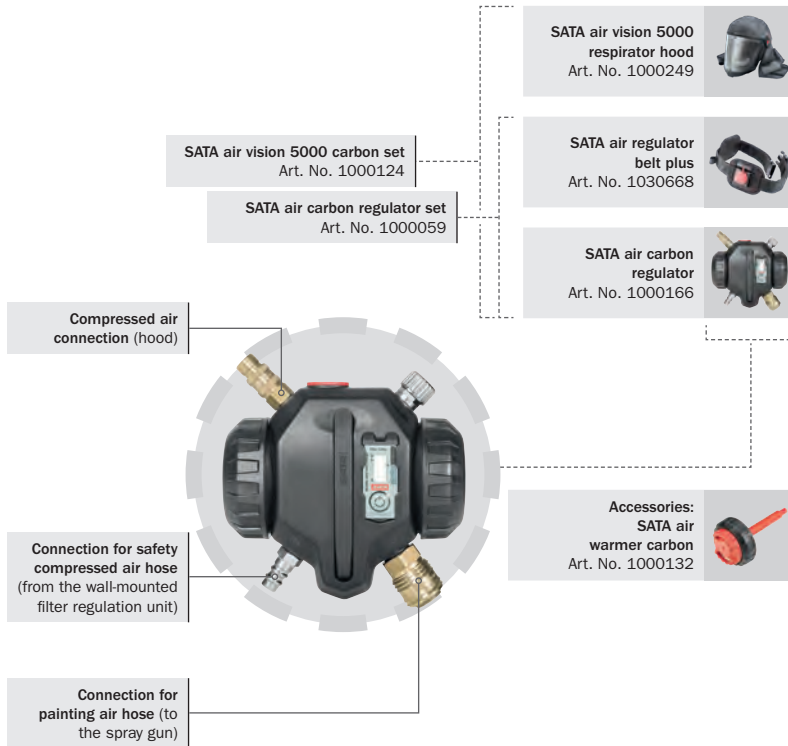 SATA air vision 5000
respirator hood
Art. No. 1000249
SATA air vision 5000 carbon set
Art. No. 1000124
SATA air regulator
belt plus
Art. No. 1030668
SATA air carbon regulator set
Art. No. 1000059
SATA air carbon
regulator
Art. No. 1000166
Compressed air
connection (hood)
Connection for safety
compressed air hose
(from the wall-mounted
filter regulation unit)
Accessories:
SATA air
warmer carbon
Art. No. 1000132
Connection for
painting air hose (to
the spray gun)